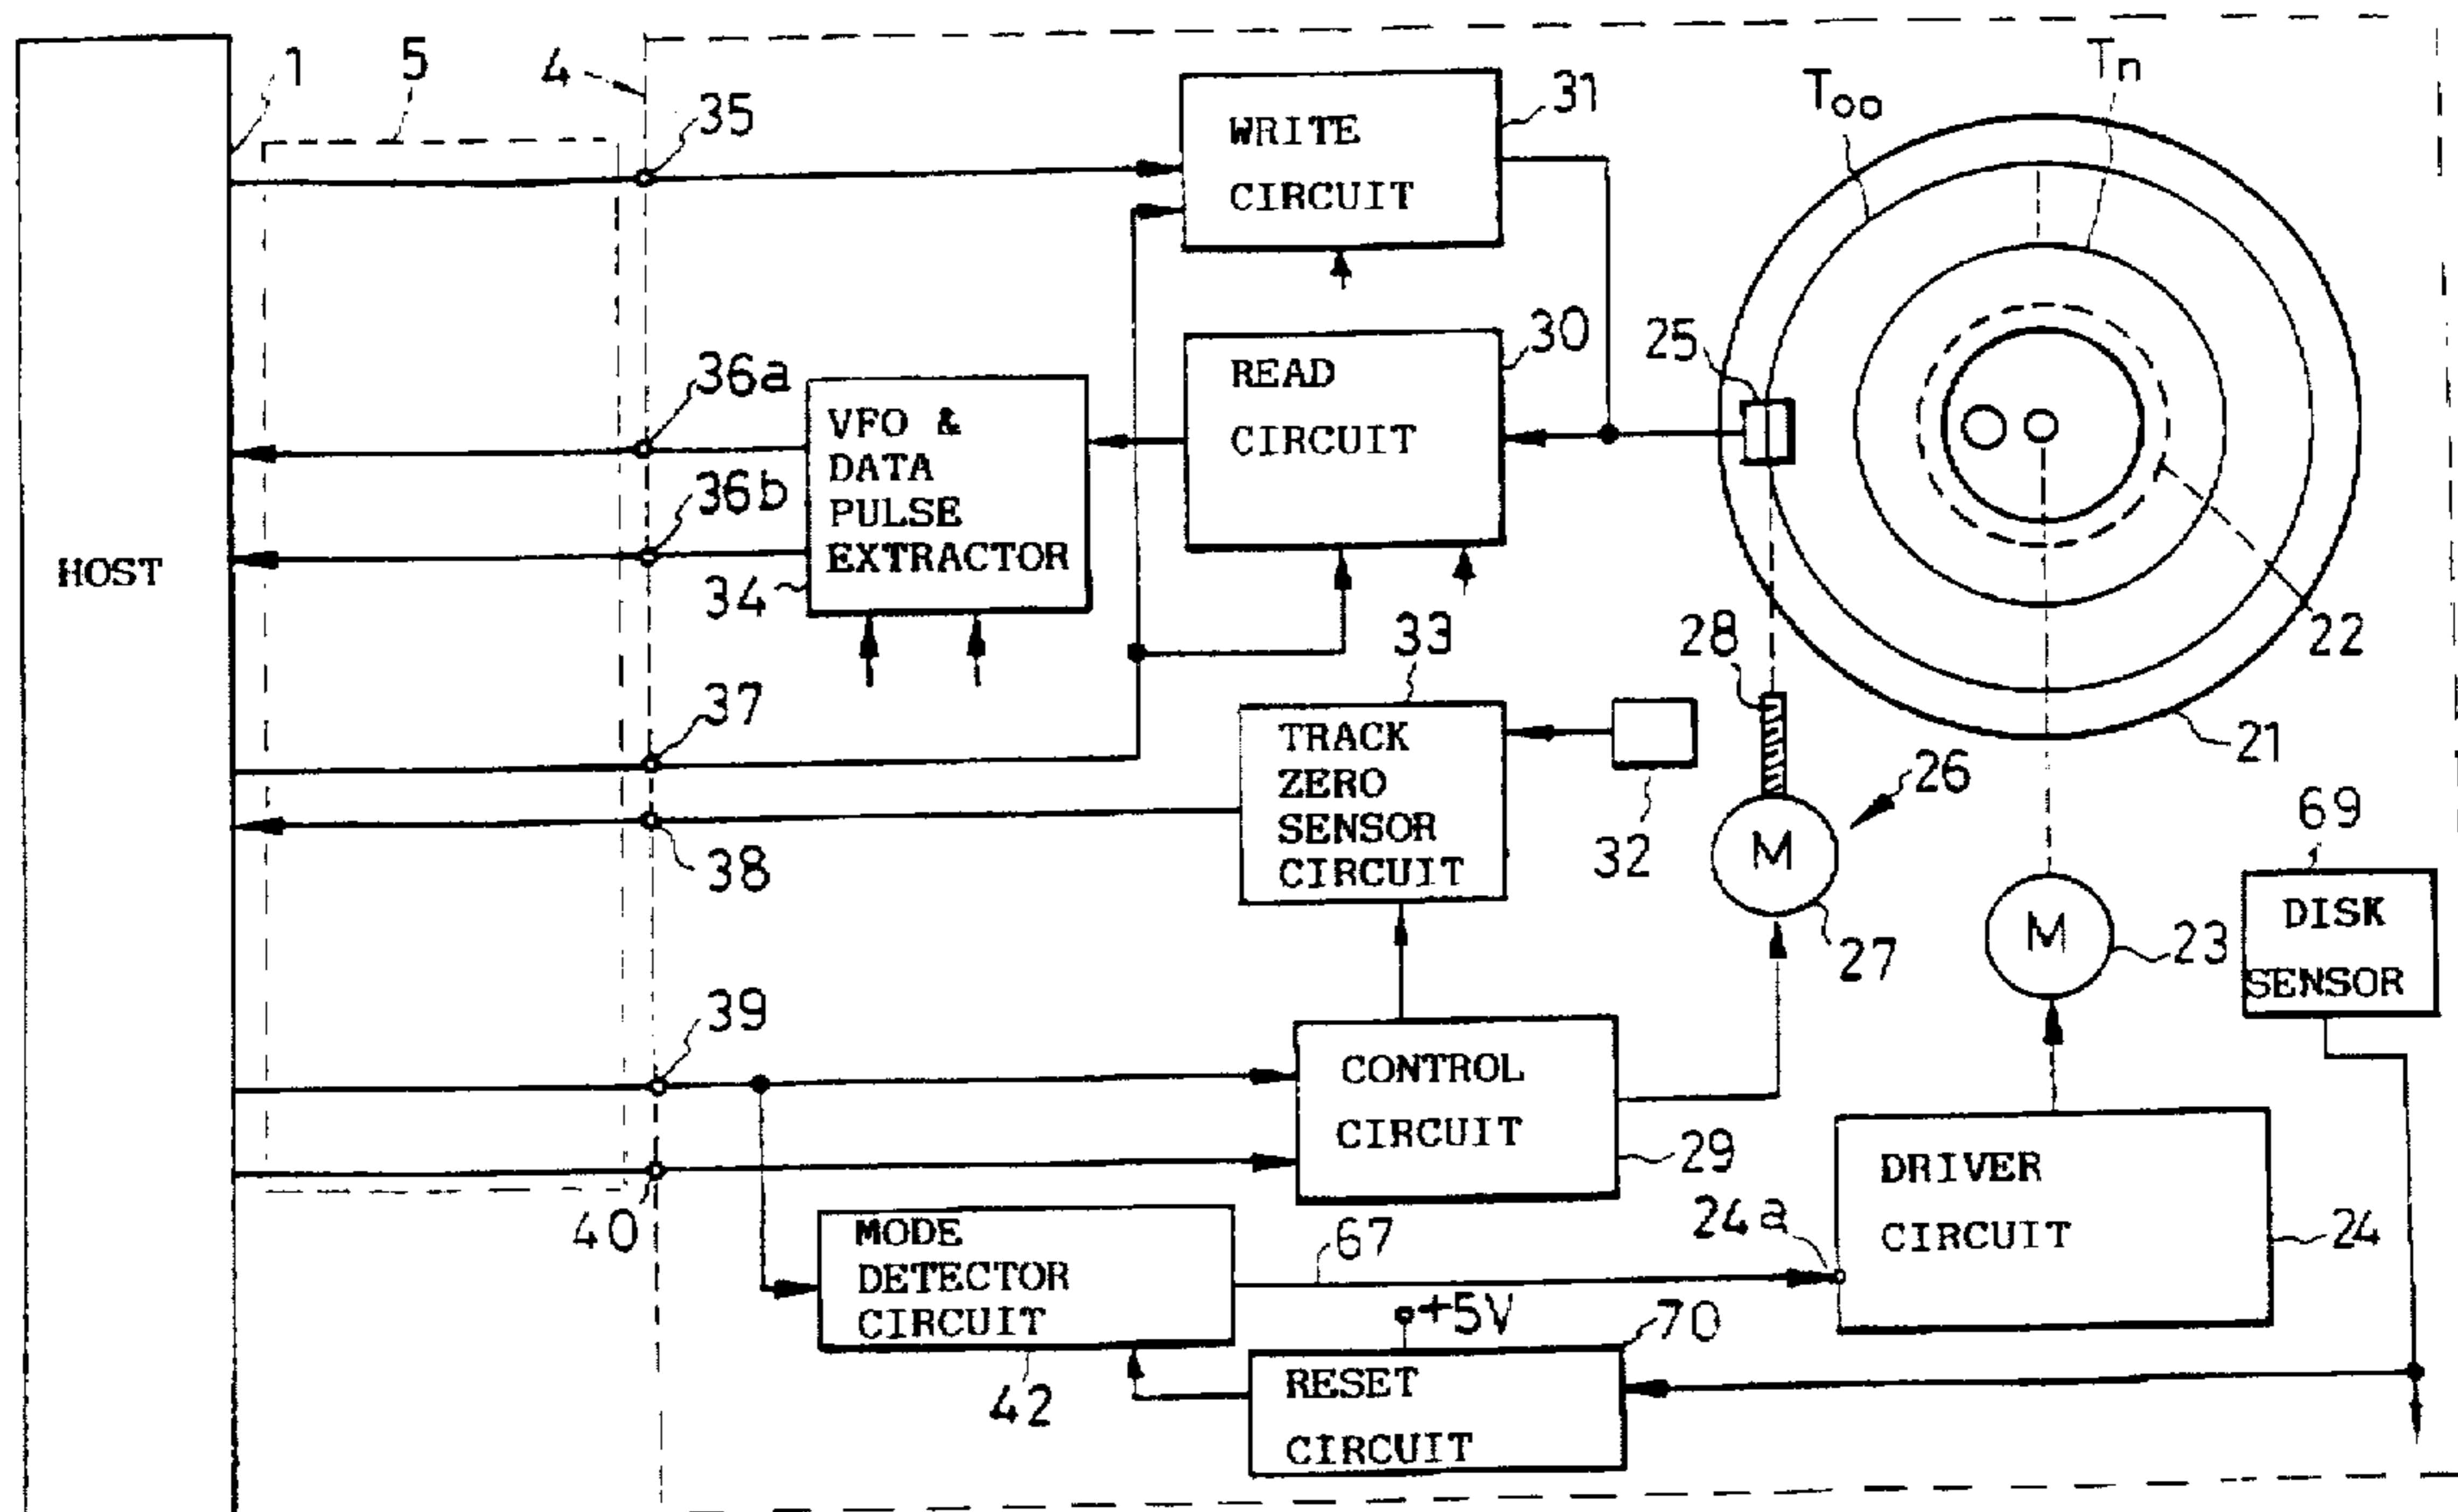 1
5
4
35
WRITE
CIRCUIT
31
Too
Tn
36a
36b
VFO &
DATA
PULSE
EXTRACTOR
34
READ
CIRCUIT
30
25
22
21
HOST
37
38
33
TRACK
ZERO
SENSOR
CIRCUIT
32
28
26
M
27
M
23
69
DISK
SENSOR
39
40
CONTROL
CIRCUIT
29
MODE
DETECTOR
CIRCUIT
42
67
24a
DRIVER
CIRCUIT
24
+5V
70
RESET
CIRCUIT